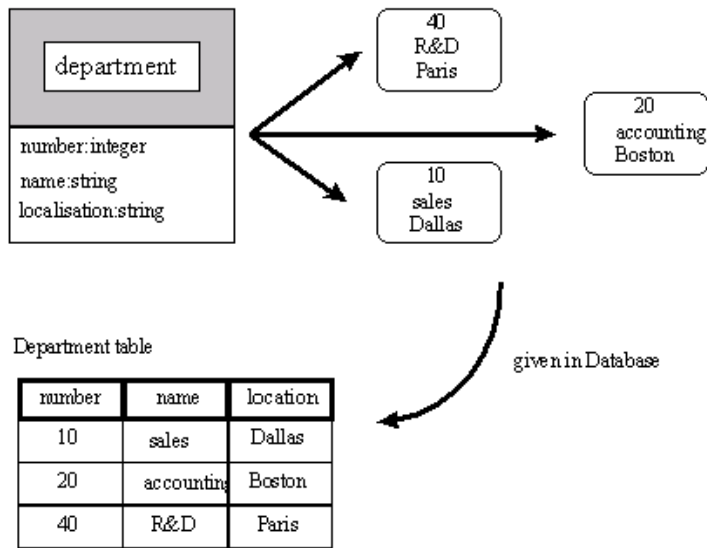 department
number:integer
name:string
localisation:string
40
R&D
Paris
20
accounting
Boston
10
sales
Dallas
given in Database
Department table
number name location
10 sales Dallas
20 accounting Boston
40 R&D Paris